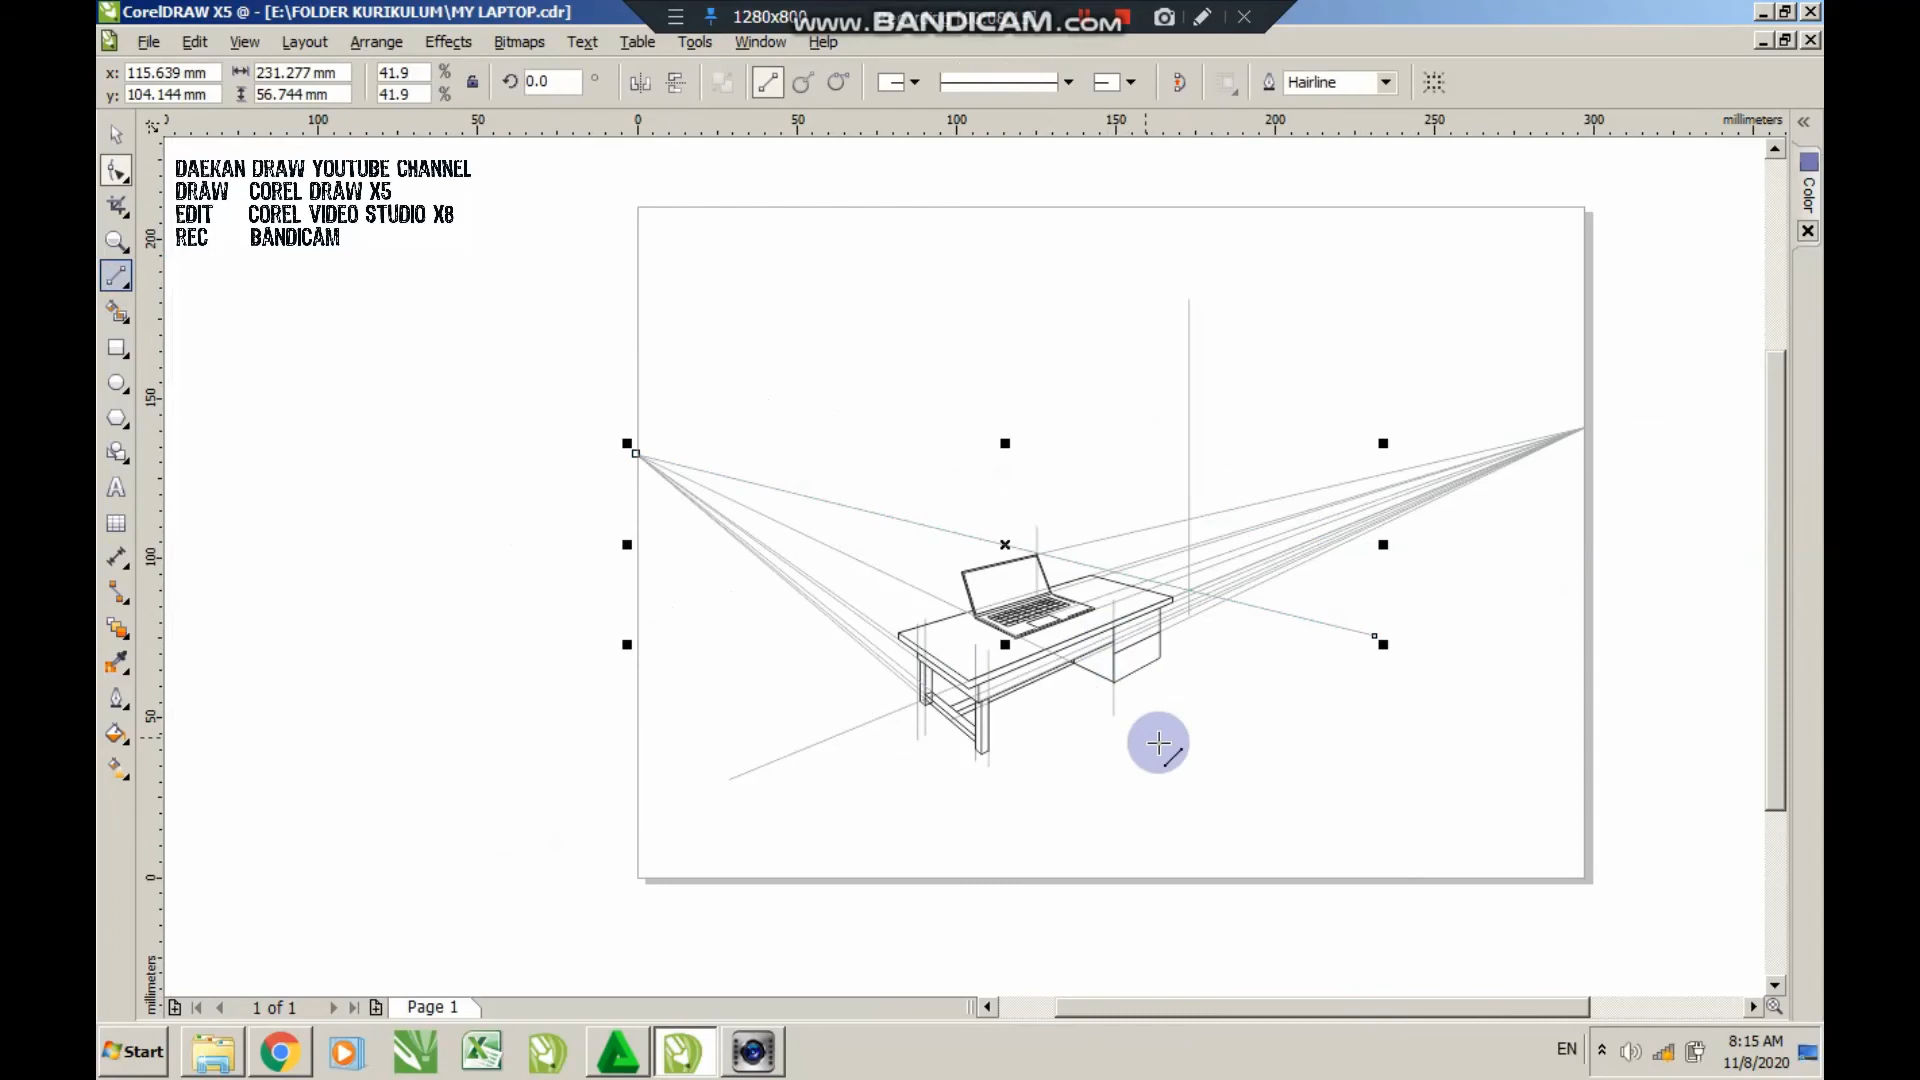 CorelDRAW X5 @ - [E:\FOLDER KURIKULUM\MY LAPTOP.cdr]
1280x800
www.BANDICAM.com
File Edit View Layout Arrange Effects Bitmaps Text Table Tools Window Help
x: 115.639 mm 231.277 mm 41.9 % 0.0 ° Hairline
y: 104.144 mm 56.744 mm 41.9 %
100 50 0 50 100 150 200 250 300 millimeters
DAEKAN DRAW YOUTUBE CHANNEL
DRAW COREL DRAW X5
EDIT COREL VIDEO STUDIO X8
REC BANDICAM
Color
200
150
100
50
0
millimeters
1 of 1 Page 1
Start
EN
8:15 AM
11/8/2020